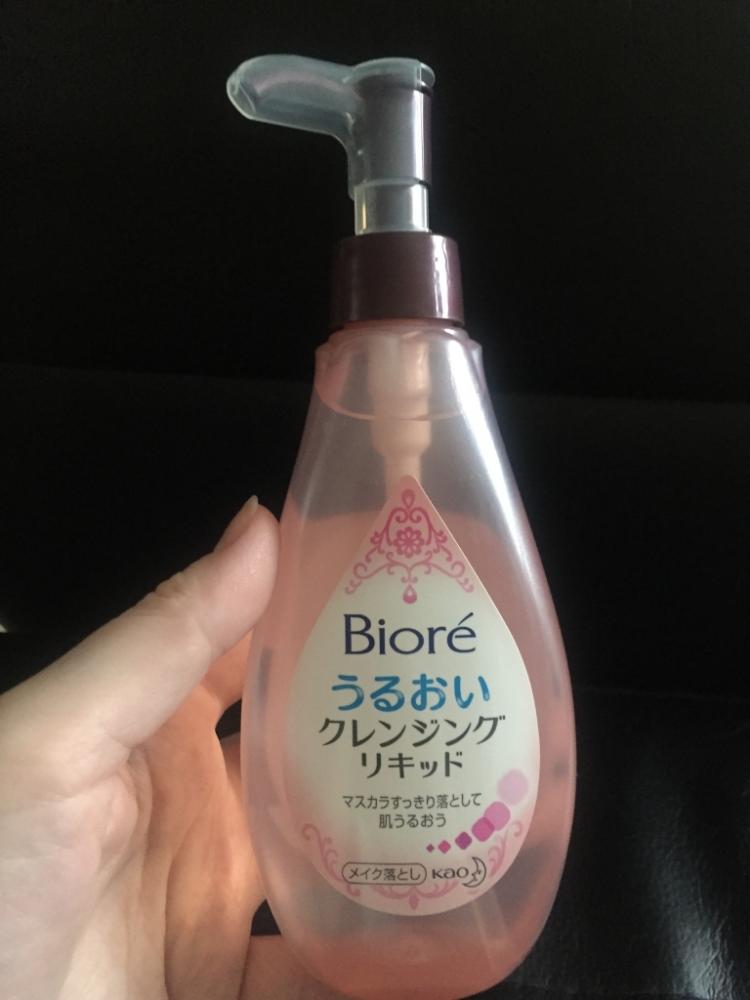 Bioré
うるおい
クレンジング
リキッド
マスカラすっきり落として
肌うるおう
メイク落とし Kao